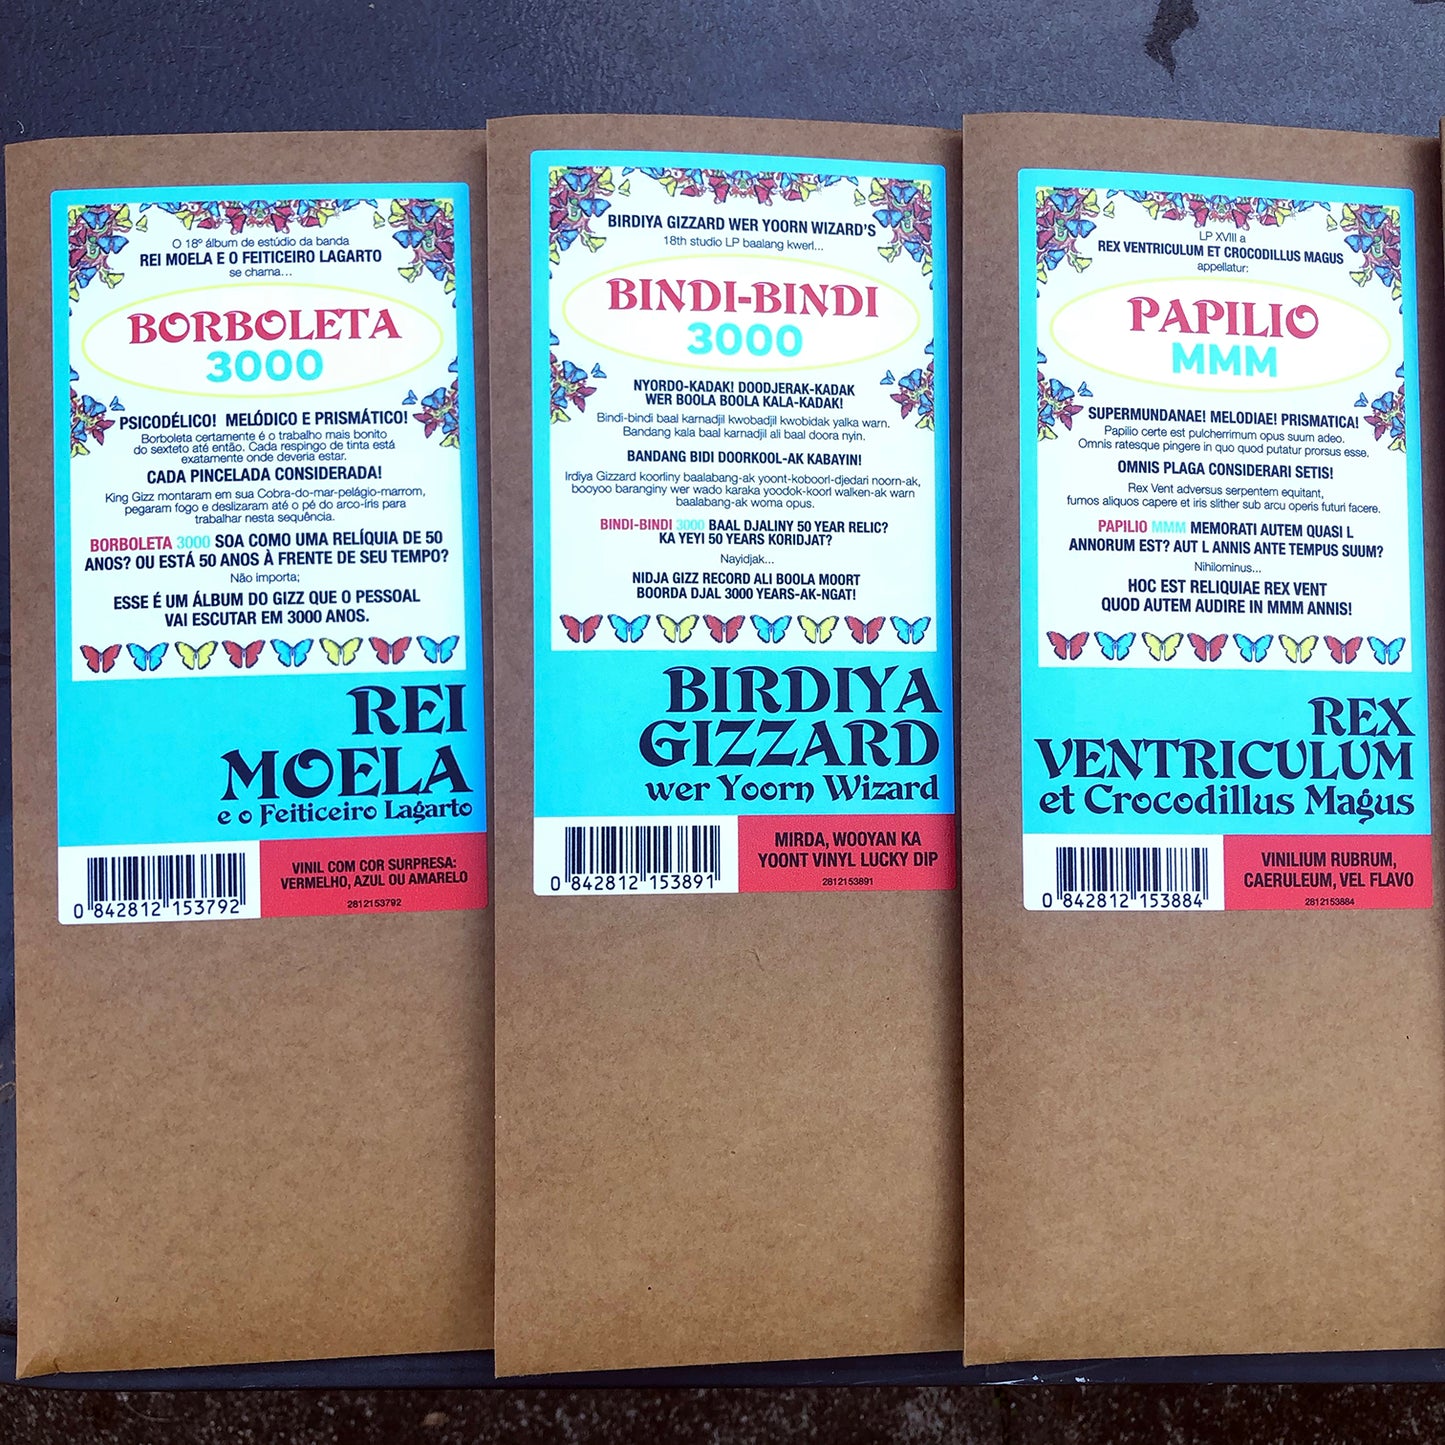 O 18º álbum de estúdio da banda
REI MOELA E O FEITICEIRO LAGARTO
se chama...
BORBOLETA
3000
PSICODÉLICO! MELÓDICO E PRISMÁTICO!
Borboleta certamente é o trabalho mais bonito
do sexteto até então. Cada respingo de tinta está
exatamente onde deveria estar.
CADA PINCELADA CONSIDERADA!
King Gizz montaram em sua Cobra-do-mar-pelágio-marrom,
pegaram fogo e deslizaram até o pé do arco-íris para
trabalhar nesta sequência.
BORBOLETA 3000 SOA COMO UMA RELÍQUIA DE 50
ANOS? OU ESTÁ 50 ANOS À FRENTE DE SEU TEMPO?
Não importa;
ESSE É UM ÁLBUM DO GIZZ QUE O PESSOAL
VAI ESCUTAR EM 3000 ANOS.
REI
MOELA
e o Feiticeiro Lagarto
0 842812 153792
VINIL COM COR SURPRESA:
VERMELHO, AZUL OU AMARELO
2812153792
BIRDIYA GIZZARD WER YOORN WIZARD'S
18th studio LP baalang kwerl...
BINDI-BINDI
3000
NYORDO-KADAK! DOODJERAK-KADAK
WER BOOLA BOOLA KALA-KADAK!
Bindi-bindi baal karnadjil kwobadjil kwobidak yalka warn.
Bandang kala baal karnadjil ali baal doora nyin.
BANDANG BIDI DOORKOOL-AK KABAYIN!
Irdiya Gizzard koorliny baalabang-ak yoont-koborl-djedari noorn-ak,
booyoo baranginy wer wado karaka yoodok-koorl walken-ak warn
baalabang-ak woma opus.
BINDI-BINDI 3000 BAAL DJALINY 50 YEAR RELIC?
KA YEYI 50 YEARS KORIDJAT?
Nayidjak...
NIDJA GIZZ RECORD ALI BOOLA MOORT
BOORDA DJAL 3000 YEARS-AK-NGAT!
BIRDIYA
GIZZARD
wer Yoorn Wizard
0 842812 153891
MIRDA, WOOYAN KA
YOONT VINYL LUCKY DIP
2812153891
LP XVIII a
REX VENTRICULUM ET CROCODILLUS MAGUS
appellatur:
PAPILIO
MMM
SUPERMUNDANAE! MELODIAE! PRISMATICA!
Papilio certe est pulcherrimum opus suum adeo.
Omnis ratesque pingere in quo quod putatur prorsus esse.
OMNIS PLAGA CONSIDERARI SETIS!
Rex Vent adversus serpentem equitant,
fumos aliquos capere et iris slither sub arcu operis futuri facere.
PAPILIO MMM MEMORATI AUTEM QUASI L
ANNORUM EST? AUT L ANNIS ANTE TEMPUS SUUM?
Nihilominus...
HOC EST RELIQUIAE REX VENT
QUOD AUTEM AUDIRE IN MMM ANNIS!
REX
VENTRICULUM
et Crocodillus Magus
0 842812 153884
VINILIUM RUBRUM,
CAERULEUM, VEL FLAVO
2812153884